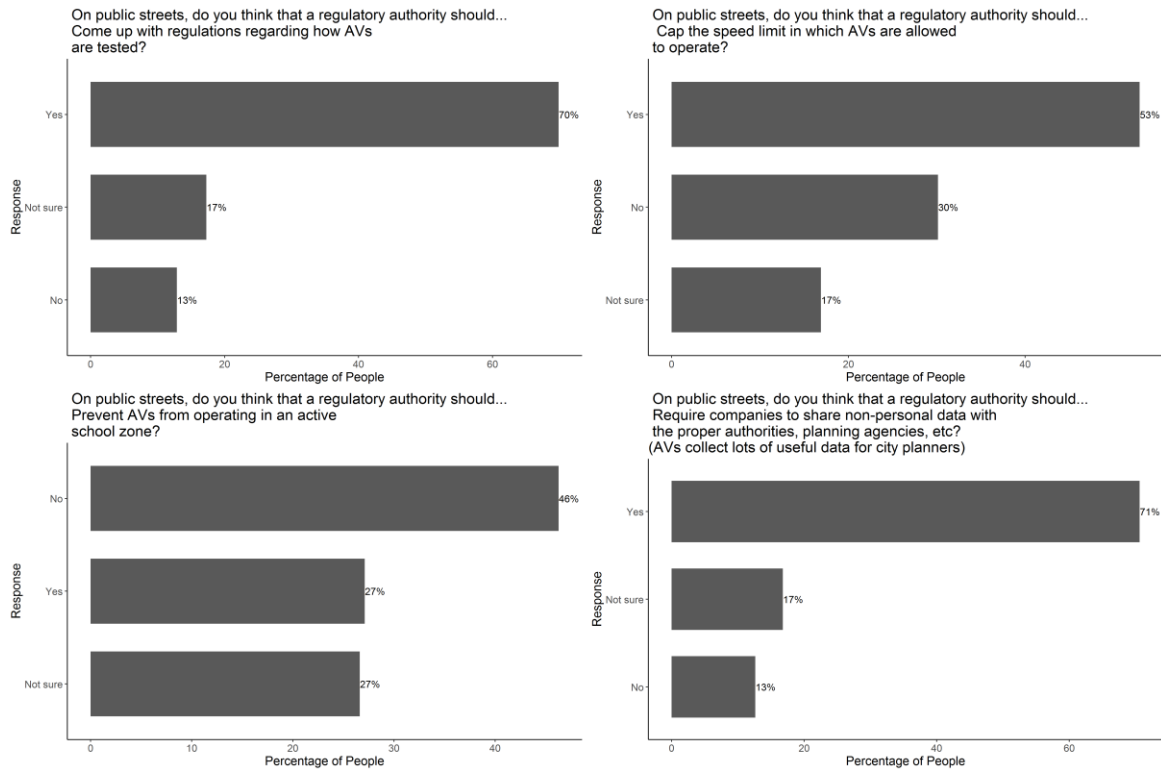 On public streets, do you think that a regulatory authority should...
Come up with regulations regarding how AVs
are tested?
Response
Yes
70%
Not sure
17%
No
13%
0 20 40 60
Percentage of People
On public streets, do you think that a regulatory authority should...
Cap the speed limit in which AVs are allowed
to operate?
Response
Yes
53%
No
30%
Not sure
17%
0 20 40
Percentage of People
On public streets, do you think that a regulatory authority should...
Prevent AVs from operating in an active
school zone?
Response
No
46%
Yes
27%
Not sure
27%
0 10 20 30 40
Percentage of People
On public streets, do you think that a regulatory authority should...
Require companies to share non-personal data with
the proper authorities, planning agencies, etc?
(AVs collect lots of useful data for city planners)
Response
Yes
71%
Not sure
17%
No
13%
0 20 40 60
Percentage of People